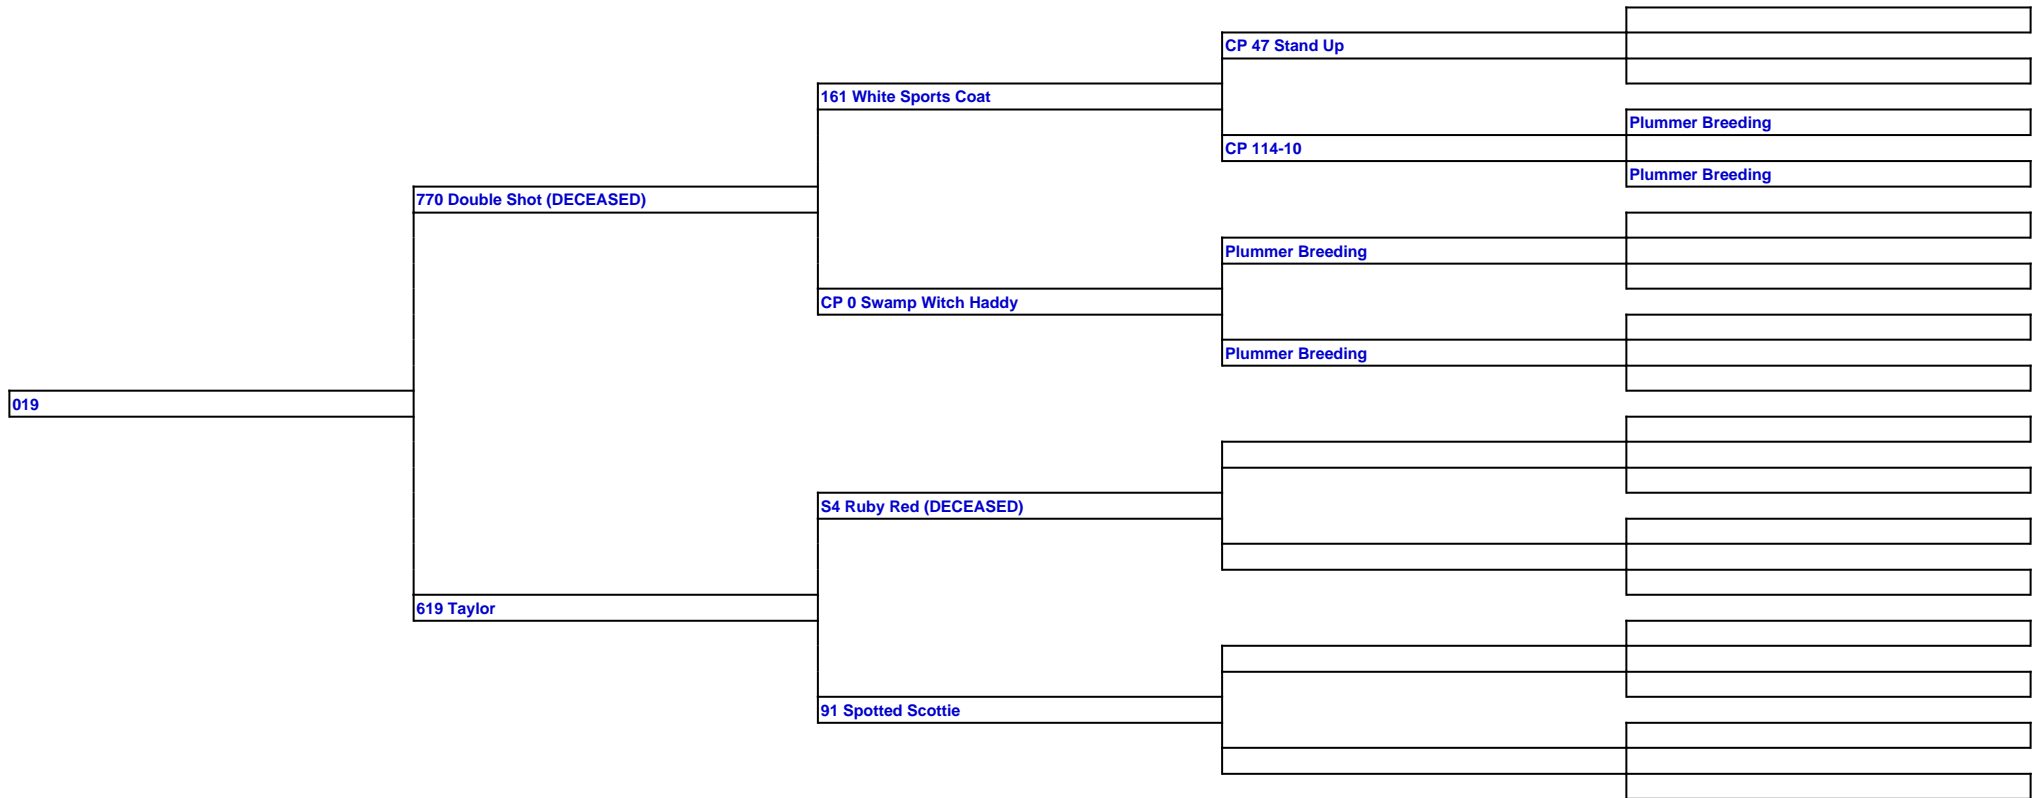 CP 47 Stand Up
161 White Sports Coat
Plummer Breeding
CP 114-10
Plummer Breeding
770 Double Shot (DECEASED)
Plummer Breeding
CP 0 Swamp Witch Haddy
Plummer Breeding
019
S4 Ruby Red (DECEASED)
619 Taylor
91 Spotted Scottie